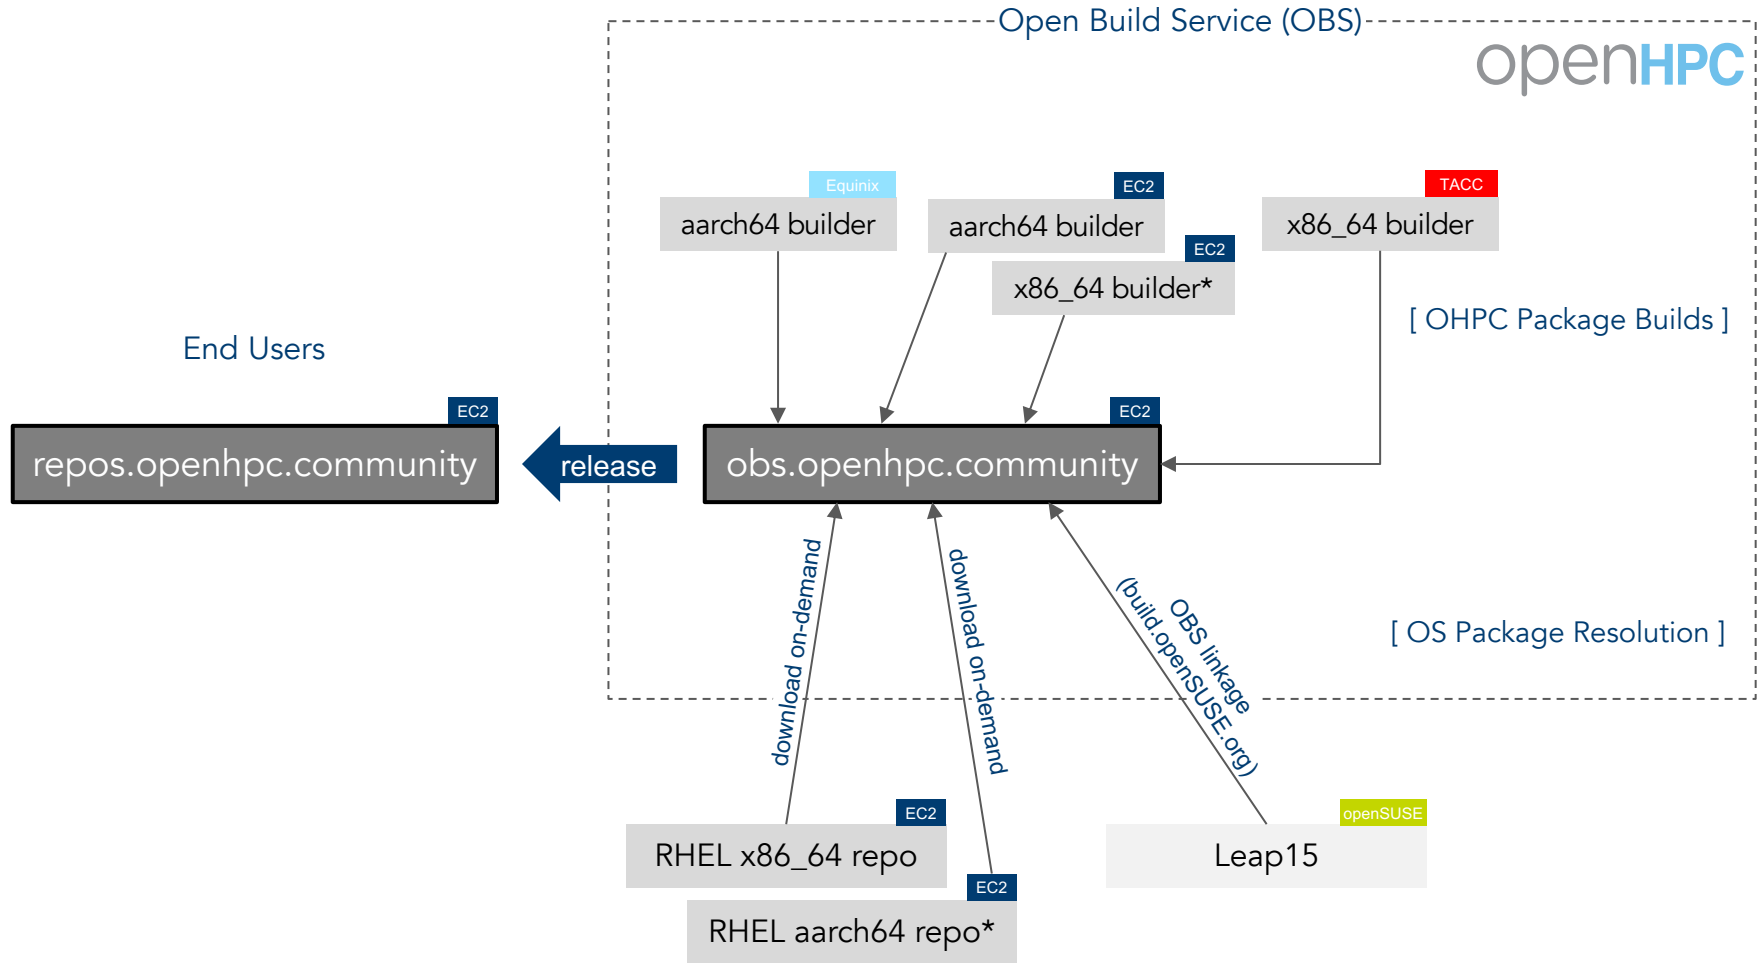 Open Build Service (OBS)
openHPC
Equinix
aarch64 builder
EC2
aarch64 builder
EC2
x86_64 builder*
TACC
x86_64 builder
[ OHPC Package Builds ]
End Users
EC2
repos.openhpc.community
release
EC2
obs.openhpc.community
download on-demand
download on-demand
OBS linkage
(build.openSUSE.org)
[ OS Package Resolution ]
EC2
RHEL x86_64 repo
EC2
RHEL aarch64 repo*
openSUSE
Leap15